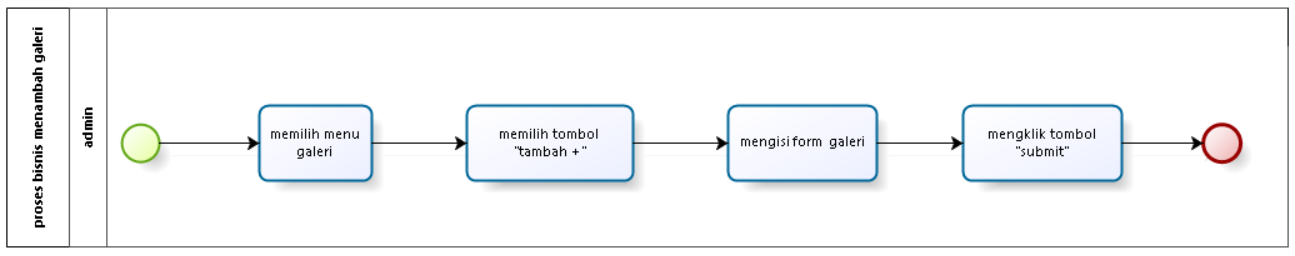 proses bisnis menambah galeri
admin
memilih menu
galeri
memilih tombol
"tambah +"
mengisi form galeri
mengklik tombol
"submit"